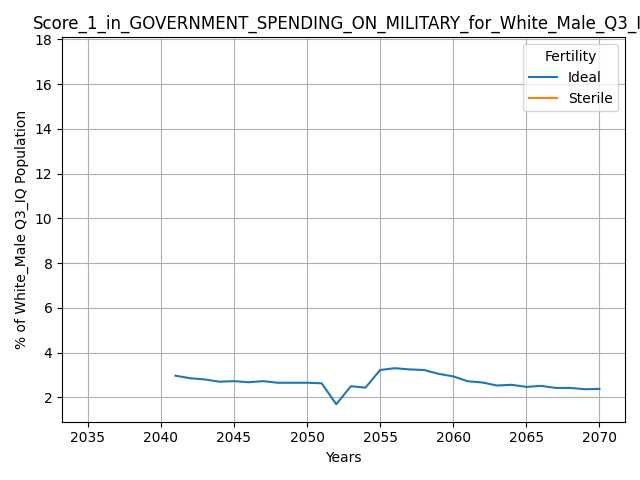 Score_1_in_GOVERNMENT_SPENDING_ON_MILITARY_for_White_Male_Q3_I
Fertility
Ideal
Sterile
% of White_Male Q3_IQ Population
18
16
14
12
10
8
6
4
2
2035 2040 2045 2050 2055 2060 2065 2070
Years